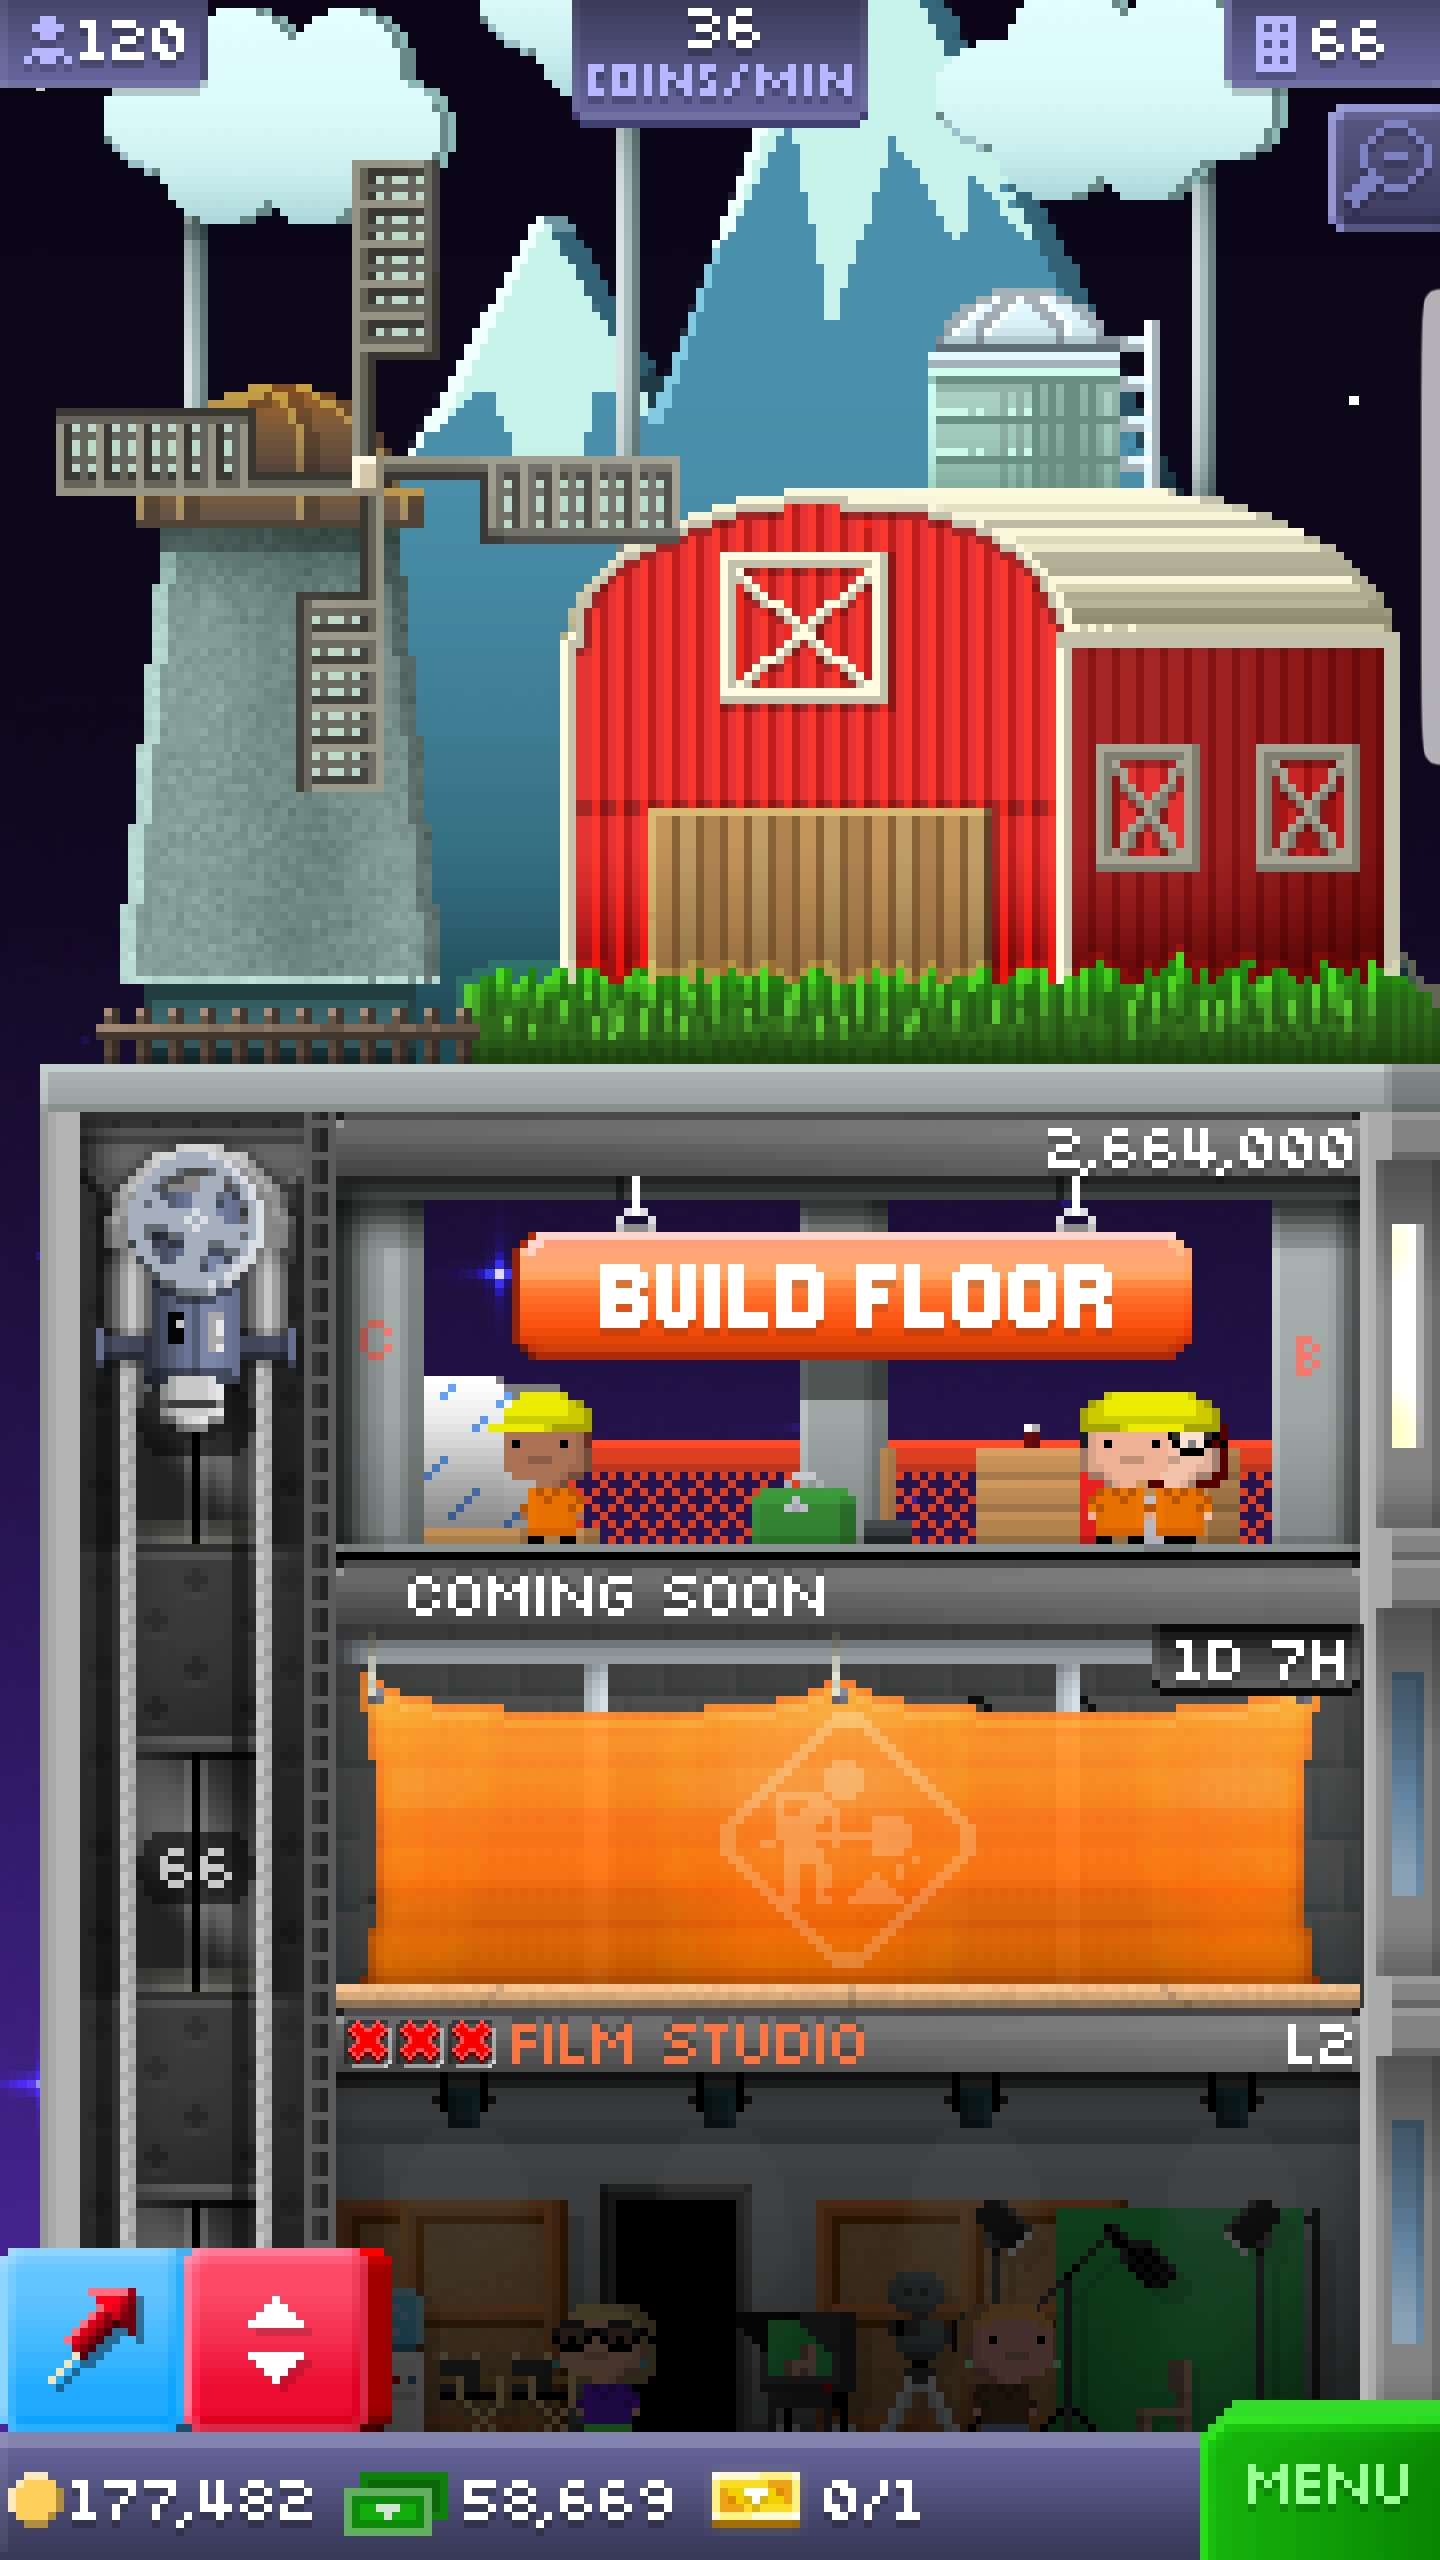 120
36
COINS/MIN
66
2,664,000
BUILD FLOOR
C
B
COMING SOON
1D 7H
66
FILM STUDIO
L2
177,482
58,669
0/1
MENU